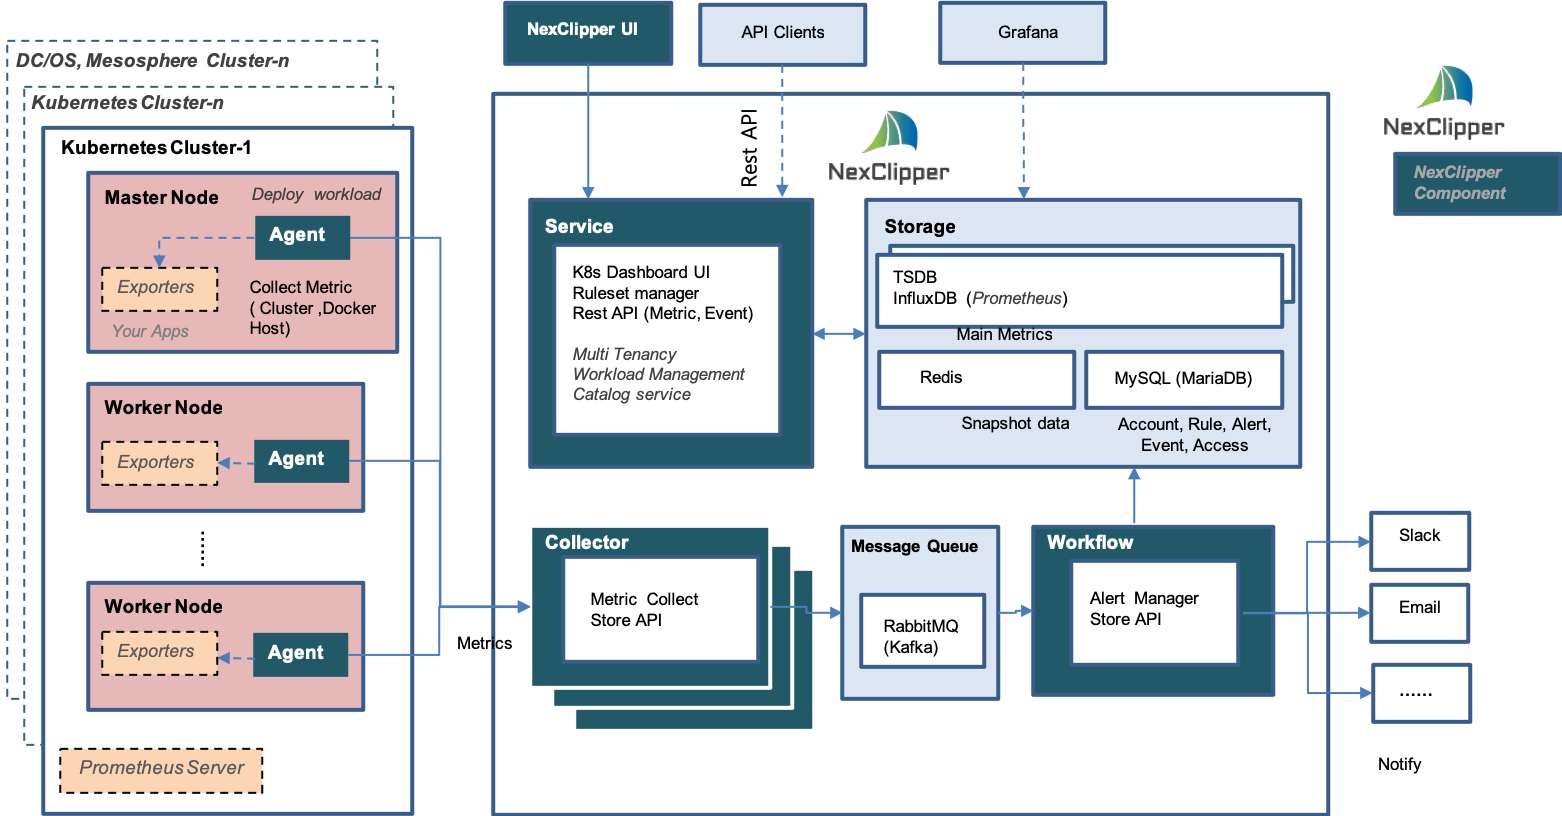 NexClipper UI
API Clients
Grafana
DC/OS, Mesosphere Cluster-n
Kubernetes Cluster-n
Kubernetes Cluster-1
Master Node
Deploy workload
Agent
Exporters
Your Apps
Collect Metric
( Cluster ,Docker
Host)
Worker Node
Exporters
Agent
Worker Node
Exporters
Agent
Prometheus Server
Metrics
Rest API
NexClipper
Service
K8s Dashboard UI
Ruleset manager
Rest API (Metric, Event)
Multi Tenancy
Workload Management
Catalog service
Storage
TSDB
InfluxDB (Prometheus)
Main Metrics
Redis
MySQL (MariaDB)
Snapshot data
Account, Rule, Alert,
Event, Access
Collector
Metric Collect
Store API
Message Queue
RabbitMQ
(Kafka)
Workflow
Alert Manager
Store API
Slack
Email
......
Notify
NexClipper
NexClipper
Component